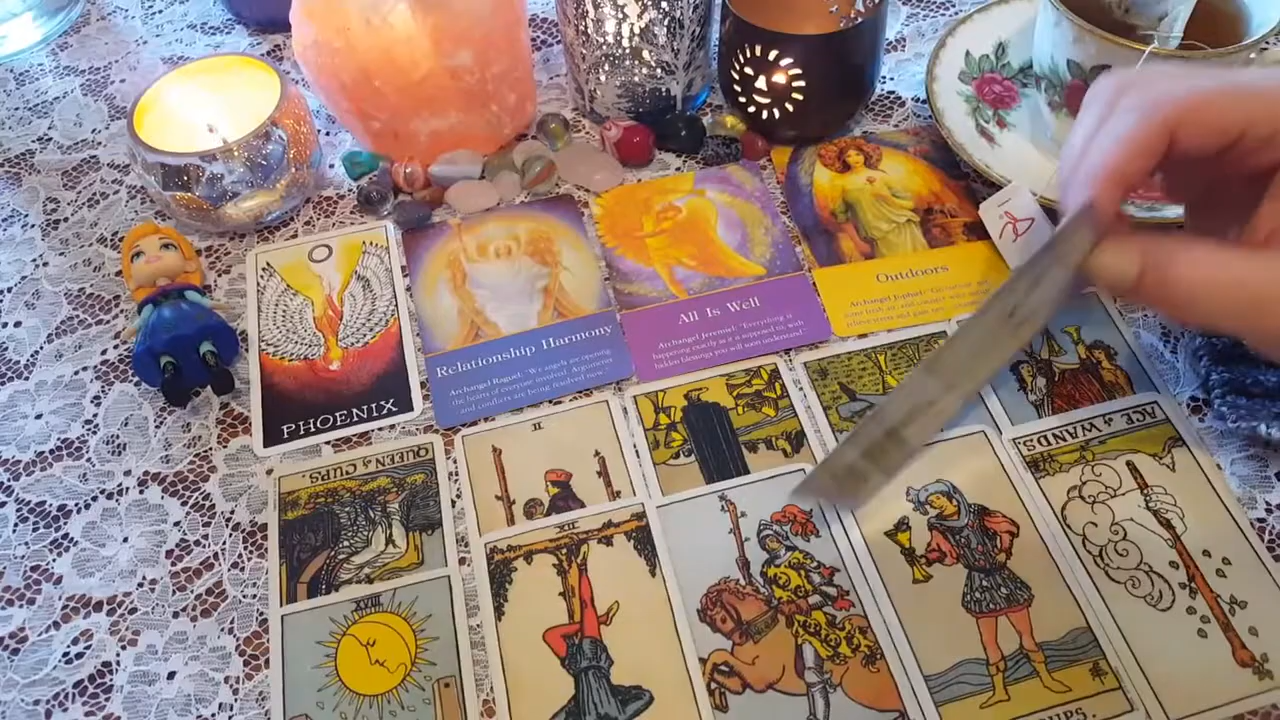 PHOENIX
Relationship Harmony
Archangel Raguel: "We angels are opening
the hearts of everyone involved. Arguments
and conflicts are being resolved now."
All Is Well
Archangel Jeremiel: "Everything is
happening exactly as it is supposed to, with
hidden blessings you will soon understand."
Outdoors
Archangel Jophiel:
QUEEN of CUPS.
II
ACE of WANDS.
XII
XVIII